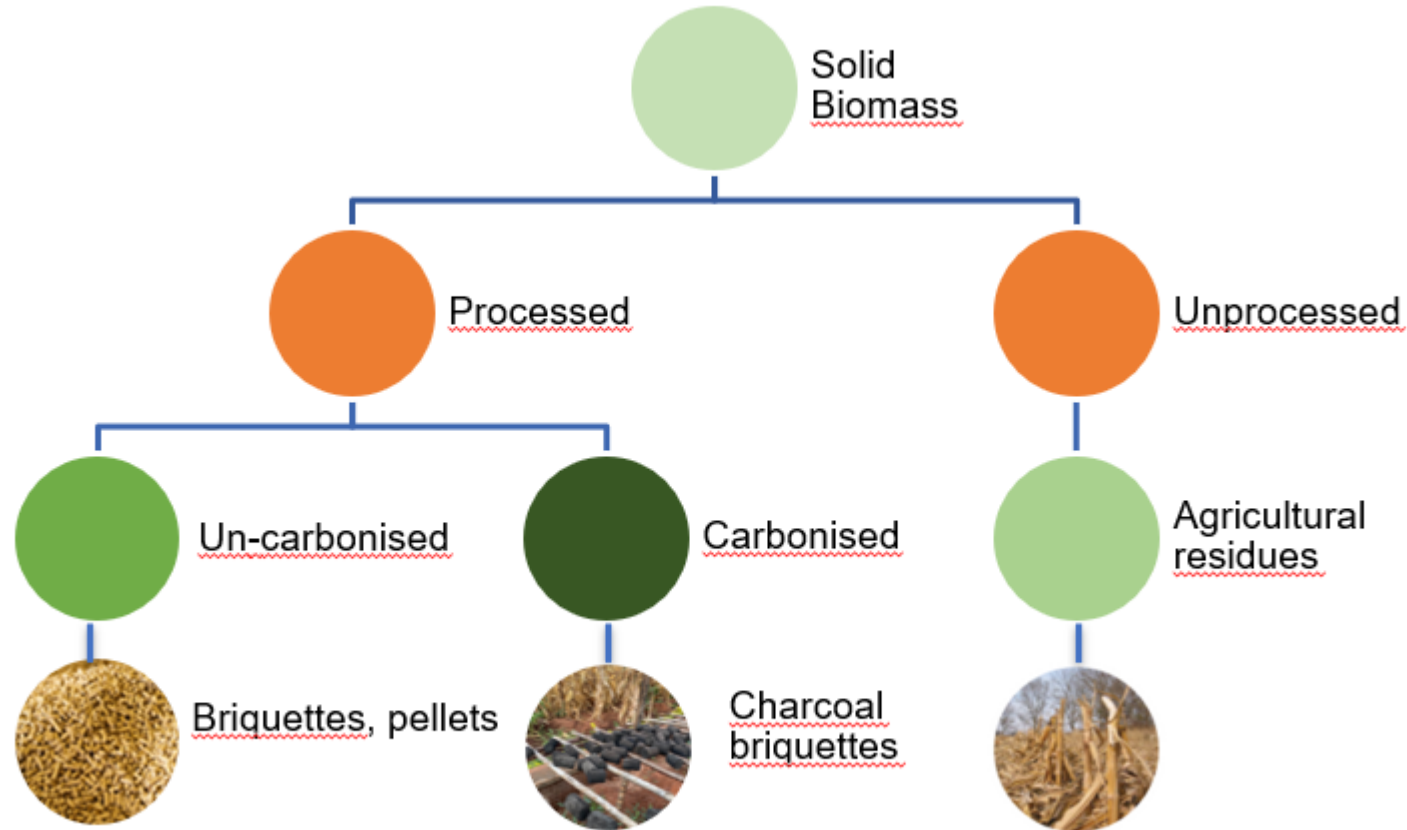 Solid
Biomass
Processed
Unprocessed
Un-carbonised
Carbonised
Agricultural
residues
Briquettes, pellets
Charcoal
briquettes